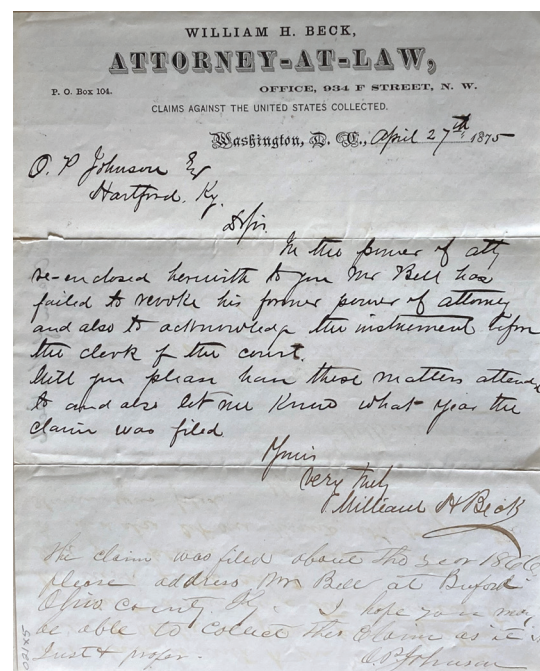 WILLIAM H. BECK,
ATTORNEY-AT-LAW,
P. O. Box 104. OFFICE, 934 F STREET, N. W.
CLAIMS AGAINST THE UNITED STATES COLLECTED.
Washington, D. C., April 27th 1875
O. P Johnson Esq
Hartford. Ky.
D Sir
In the power of atty
re-enclosed herewith to you Mr Bell has
failed to revoke his former power of attorney
and also to acknowledge the instrument before
the clerk of the court.
Will you please have these matters attended
to and also let me know what year the
claim was filed
Yours
very truly
William H Beck
The claim was filed about the year 1866
please address Mr Bell at Buford
Ohio county Ky. I hope you may
be able to collect this claim as it is
Just & proper.
O.P. Johnson